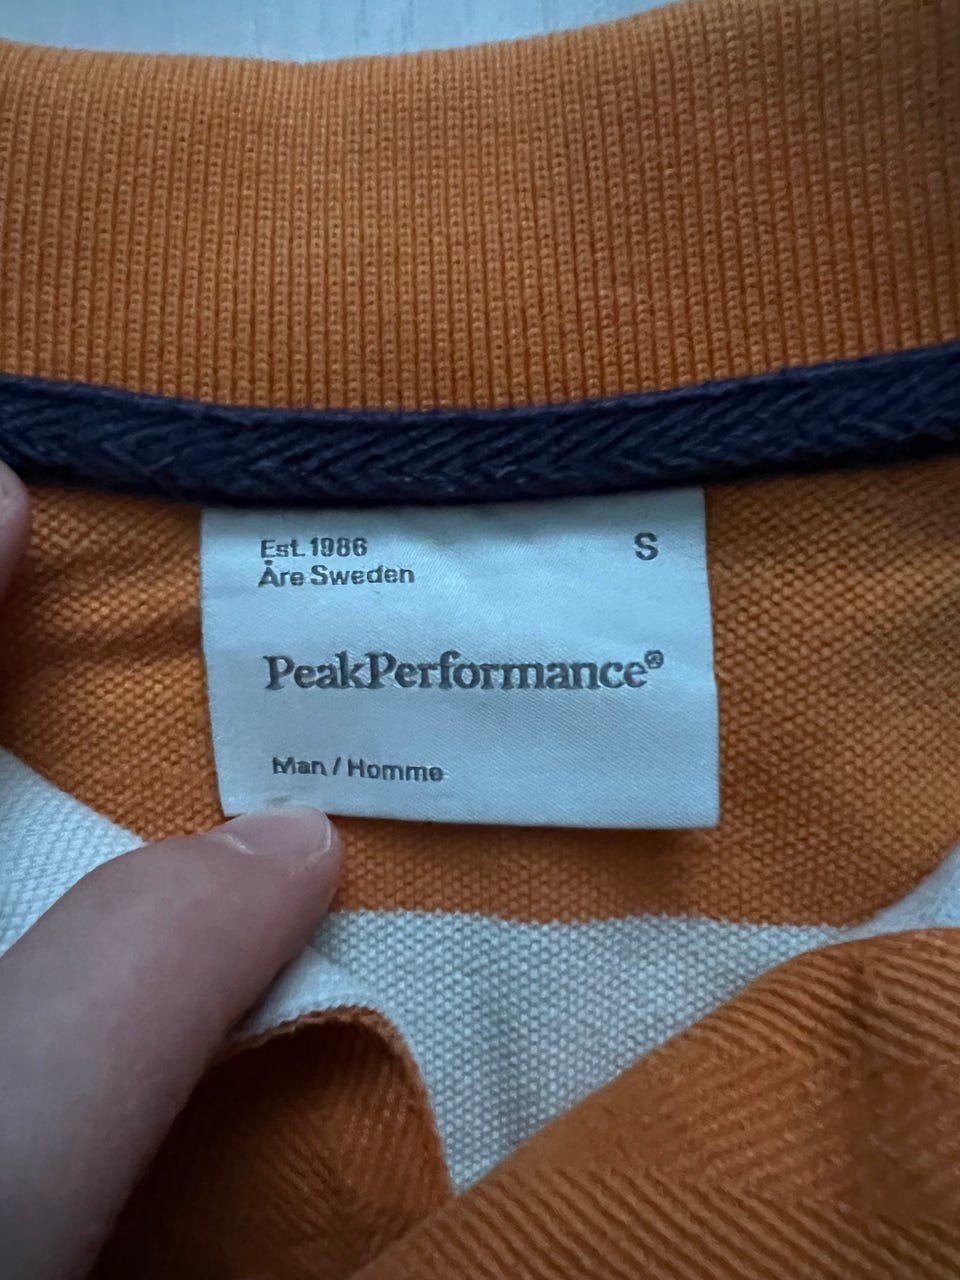 Est. 1986
S
Åre Sweden
PeakPerformance®
Man / Homme